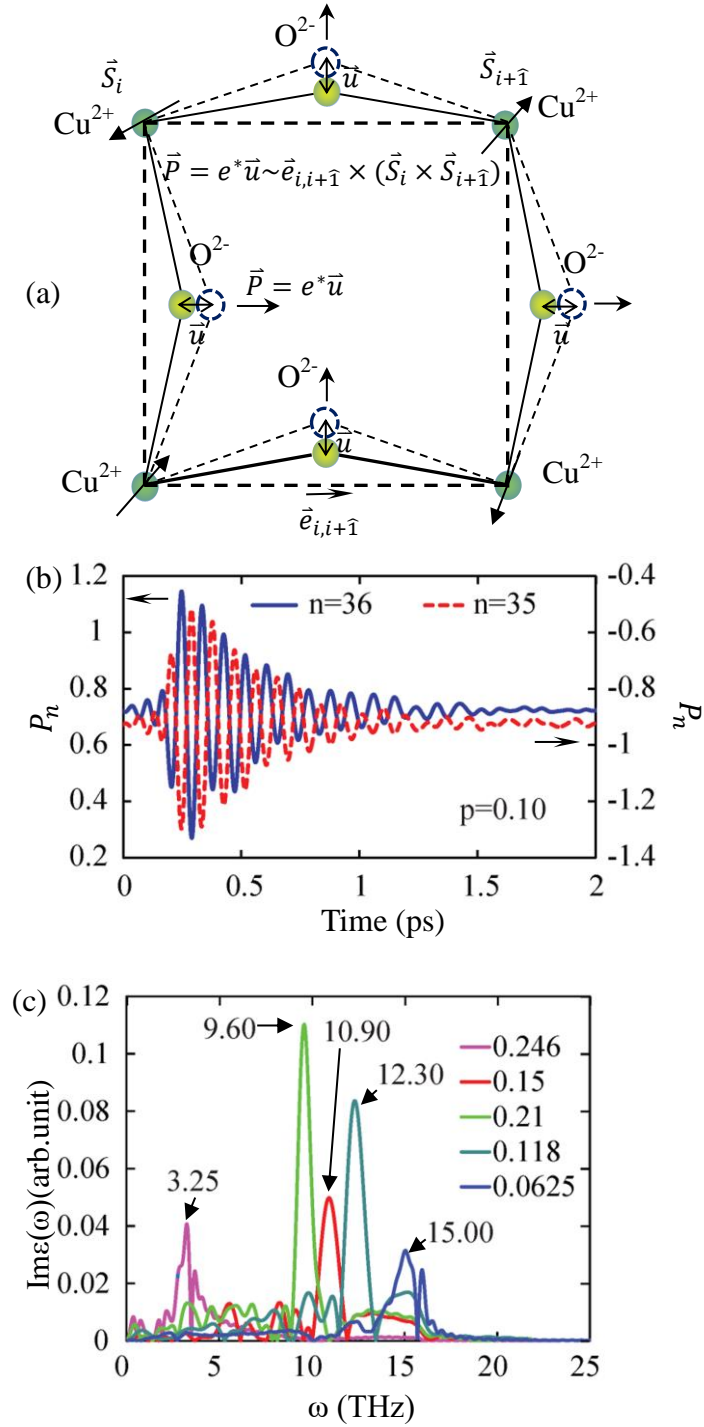 O²⁻
S⃗ᵢ u⃗ S⃗ᵢ₊₁̂
Cu²⁺ Cu²⁺
P⃗ = e*u⃗~e⃗ᵢ,ᵢ₊₁̂ × (S⃗ᵢ × S⃗ᵢ₊₁̂)
O²⁻ O²⁻
(a) P⃗ = e*u⃗
u⃗ u⃗
O²⁻
u⃗
Cu²⁺ Cu²⁺
e⃗ᵢ,ᵢ₊₁̂
(b) 1.2 -0.4
n=36 n=35
1 -0.6
0.8 -0.8
Pₙ Pₙ
0.6 -1
0.4 -1.2
p=0.10
0.2 -1.4
0 0.5 1 1.5 2
Time (ps)
(c) 0.12
9.60 10.90
0.1 0.246
12.30 0.15
0.08 0.21
0.118
0.06 0.0625
3.25
15.00
0.04
0.02
0
Imε(ω)(arb.unit)
0 5 10 15 20 25
ω (THz)